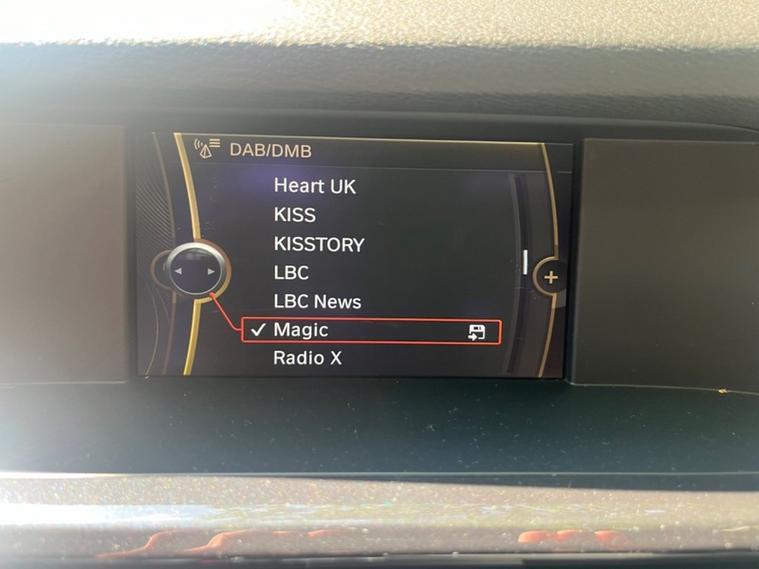 DAB/DMB
Heart UK
KISS
KISSTORY
LBC
LBC News
Magic
Radio X